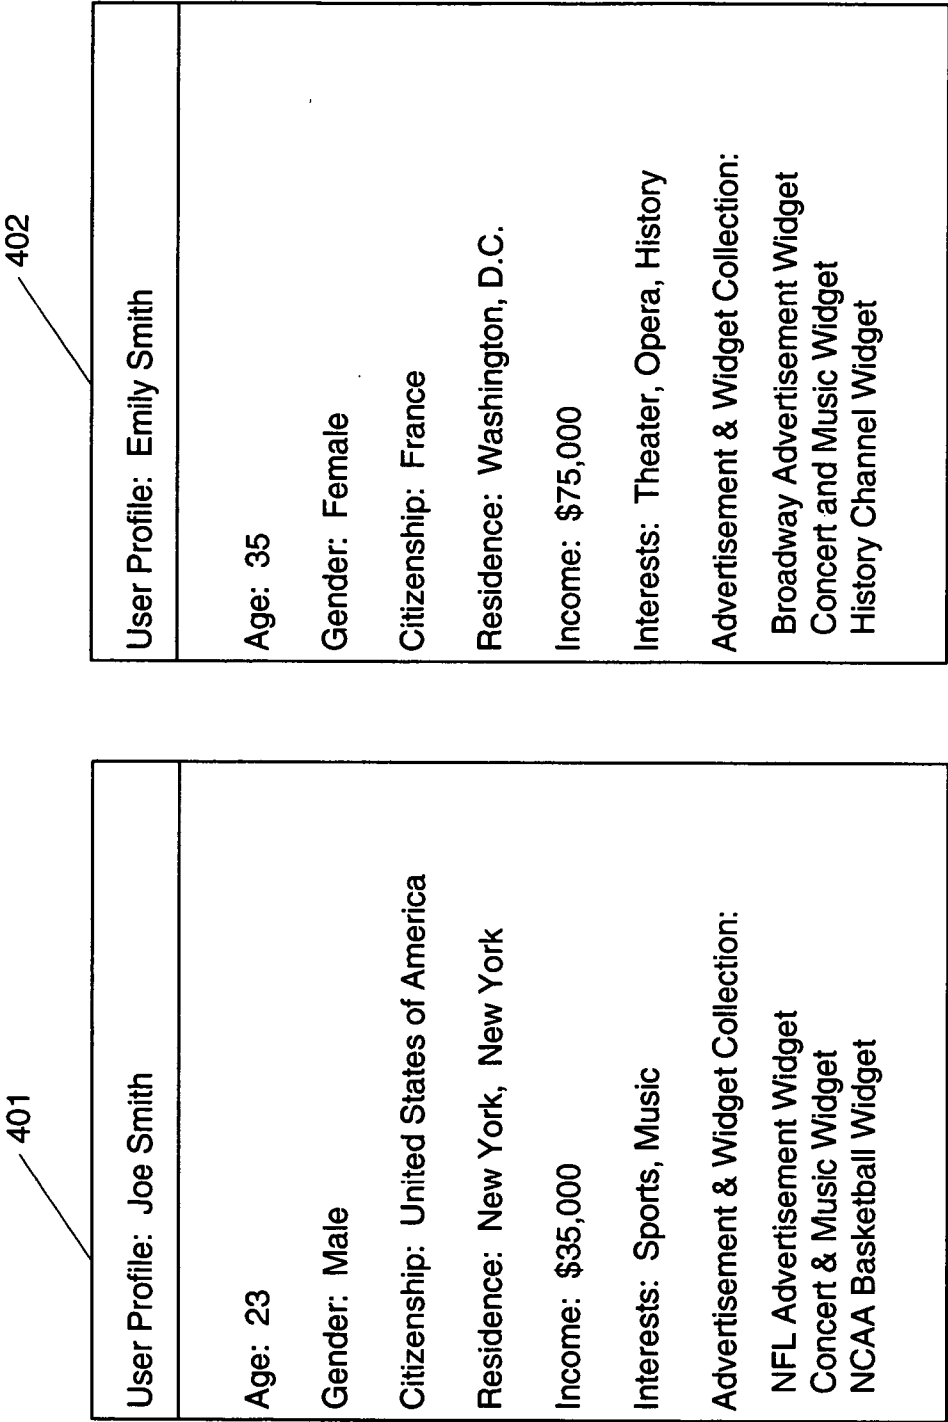 401
User Profile: Joe Smith
Age: 23
Gender: Male
Citizenship: United States of America
Residence: New York, New York
Income: $35,000
Interests: Sports, Music
Advertisement & Widget Collection:
NFL Advertisement Widget
Concert & Music Widget
NCAA Basketball Widget
402
User Profile: Emily Smith
Age: 35
Gender: Female
Citizenship: France
Residence: Washington, D.C.
Income: $75,000
Interests: Theater, Opera, History
Advertisement & Widget Collection:
Broadway Advertisement Widget
Concert and Music Widget
History Channel Widget